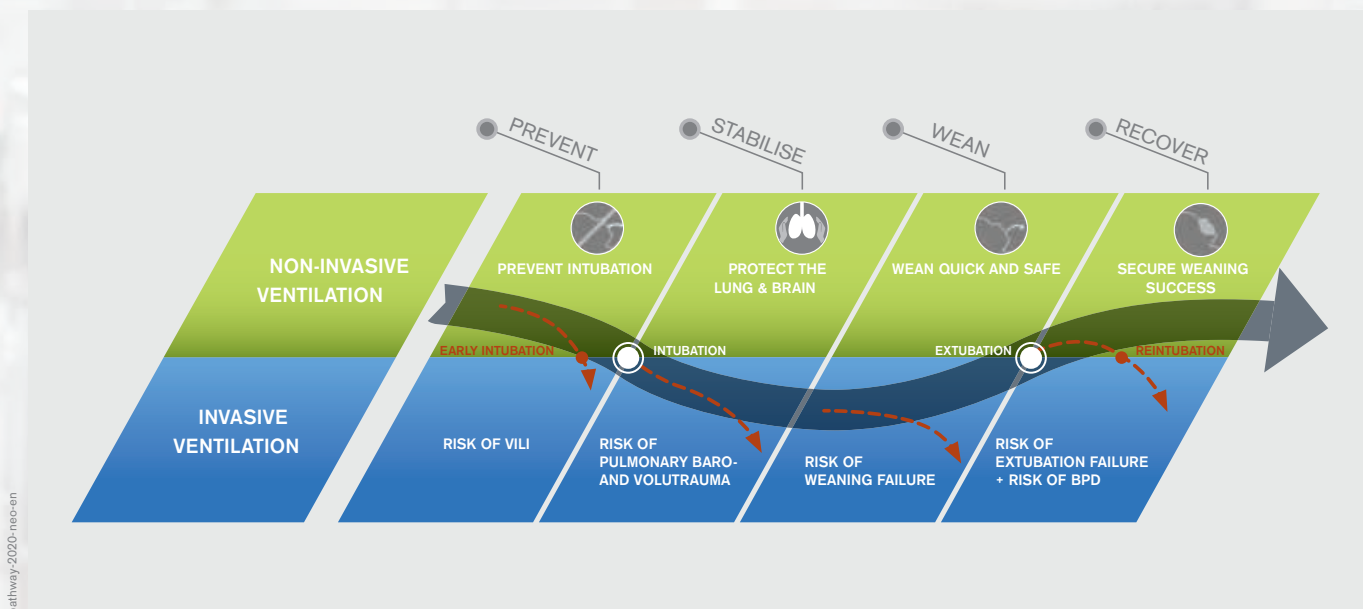 PREVENT
STABILISE
WEAN
RECOVER
NON-INVASIVE
VENTILATION
PREVENT INTUBATION
PROTECT THE
LUNG & BRAIN
WEAN QUICK AND SAFE
SECURE WEANING
SUCCESS
EARLY INTUBATION
INTUBATION
EXTUBATION
REINTUBATION
INVASIVE
VENTILATION
RISK OF VILI
RISK OF
PULMONARY BARO-
AND VOLUTRAUMA
RISK OF
WEANING FAILURE
RISK OF
EXTUBATION FAILURE
+ RISK OF BPD
athway-2020-neo-en